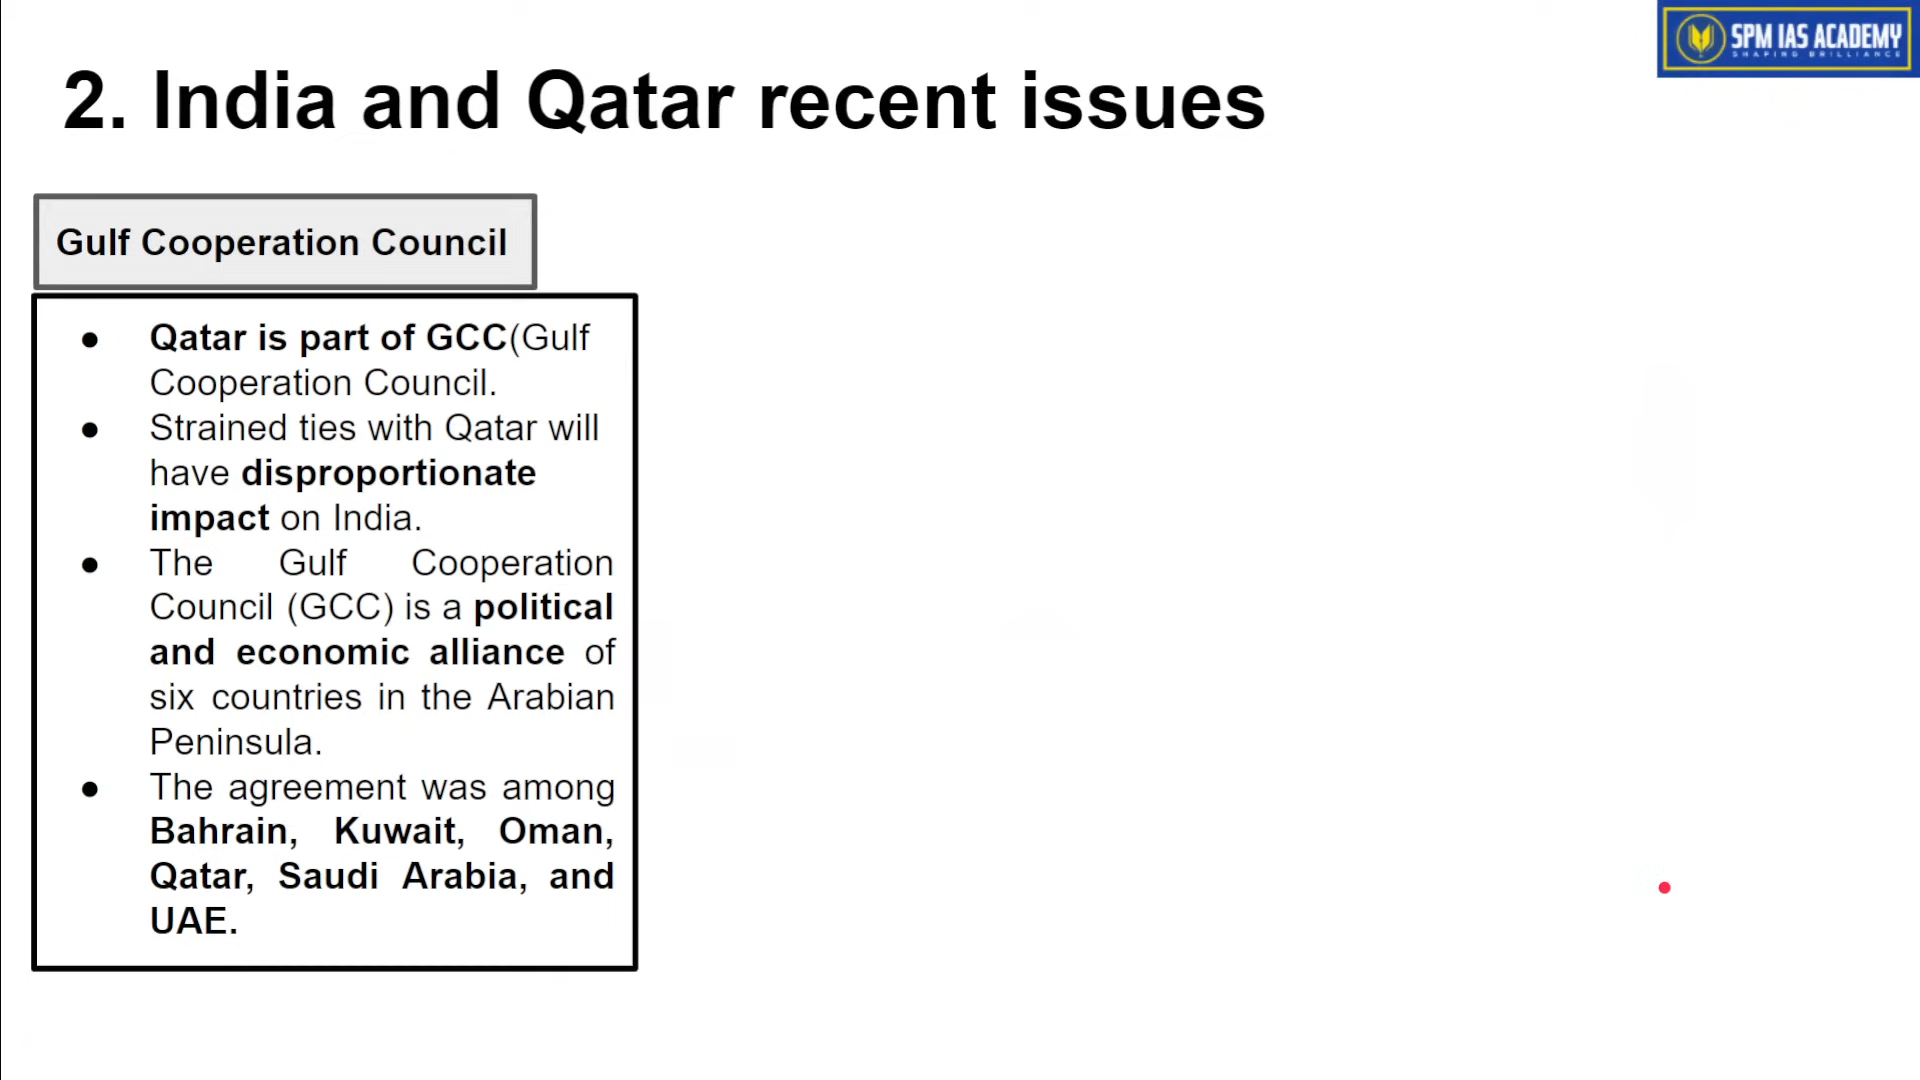 SPM IAS ACADEMY
SHAPING BRILLIANCE
2. India and Qatar recent issues
Gulf Cooperation Council
● Qatar is part of GCC(Gulf
Cooperation Council.
● Strained ties with Qatar will
have disproportionate
impact on India.
● The Gulf Cooperation
Council (GCC) is a political
and economic alliance of
six countries in the Arabian
Peninsula.
● The agreement was among
Bahrain, Kuwait, Oman,
Qatar, Saudi Arabia, and
UAE.